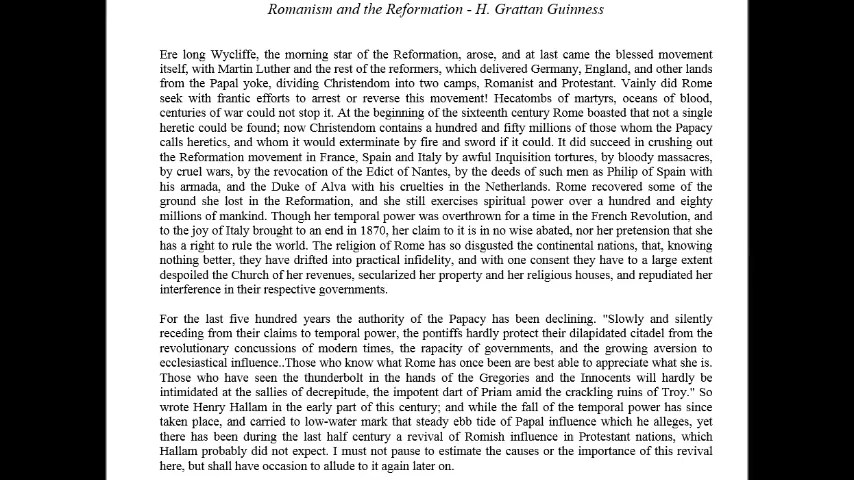 Romanism and the Reformation - H. Grattan Guinness
Ere long Wycliffe, the morning star of the Reformation, arose, and at last came the blessed movement
itself, with Martin Luther and the rest of the reformers, which delivered Germany, England, and other lands
from the Papal yoke, dividing Christendom into two camps, Romanist and Protestant. Vainly did Rome
seek with frantic efforts to arrest or reverse this movement! Hecatombs of martyrs, oceans of blood,
centuries of war could not stop it. At the beginning of the sixteenth century Rome boasted that not a single
heretic could be found; now Christendom contains a hundred and fifty millions of those whom the Papacy
calls heretics, and whom it would exterminate by fire and sword if it could. It did succeed in crushing out
the Reformation movement in France, Spain and Italy by awful Inquisition tortures, by bloody massacres,
by cruel wars, by the revocation of the Edict of Nantes, by the deeds of such men as Philip of Spain with
his armada, and the Duke of Alva with his cruelties in the Netherlands. Rome recovered some of the
ground she lost in the Reformation, and she still exercises spiritual power over a hundred and eighty
millions of mankind. Though her temporal power was overthrown for a time in the French Revolution, and
to the joy of Italy brought to an end in 1870, her claim to it is in no wise abated, nor her pretension that she
has a right to rule the world. The religion of Rome has so disgusted the continental nations, that, knowing
nothing better, they have drifted into practical infidelity, and with one consent they have to a large extent
despoiled the Church of her revenues, secularized her property and her religious houses, and repudiated her
interference in their respective governments.
For the last five hundred years the authority of the Papacy has been declining. "Slowly and silently
receding from their claims to temporal power, the pontiffs hardly protect their dilapidated citadel from the
revolutionary concussions of modern times, the rapacity of governments, and the growing aversion to
ecclesiastical influence..Those who know what Rome has once been are best able to appreciate what she is.
Those who have seen the thunderbolt in the hands of the Gregories and the Innocents will hardly be
intimidated at the sallies of decrepitude, the impotent dart of Priam amid the crackling ruins of Troy." So
wrote Henry Hallam in the early part of this century; and while the fall of the temporal power has since
taken place, and carried to low-water mark that steady ebb tide of Papal influence which he alleges, yet
there has been during the last half century a revival of Romish influence in Protestant nations, which
Hallam probably did not expect. I must not pause to estimate the causes or the importance of this revival
here, but shall have occasion to allude to it again later on.